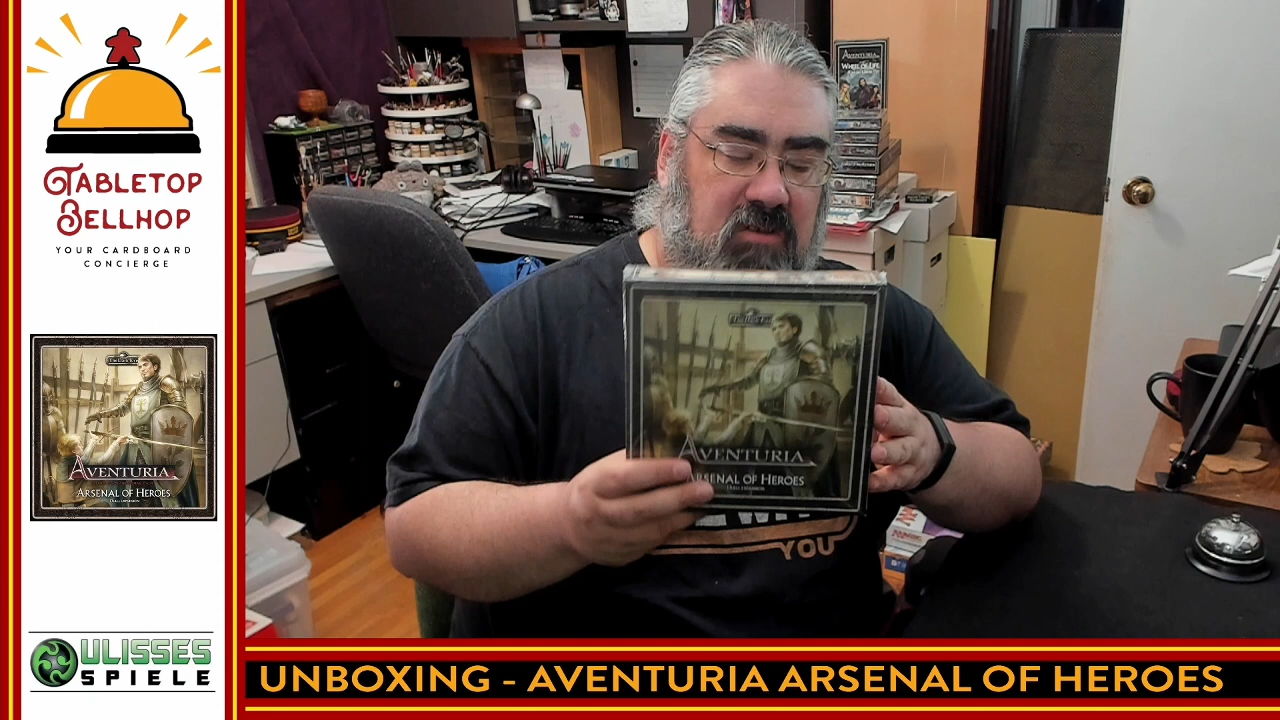 TABLETOP
BELLHOP
YOUR CARDBOARD
CONCIERGE
AVENTURIA
ARSENAL OF HEROES
ULISSES
SPIELE
AVENTURIA
WHEEL OF LIFE
AVENTURIA
ARSENAL OF HEROES
YOU
UNBOXING - AVENTURIA ARSENAL OF HEROES